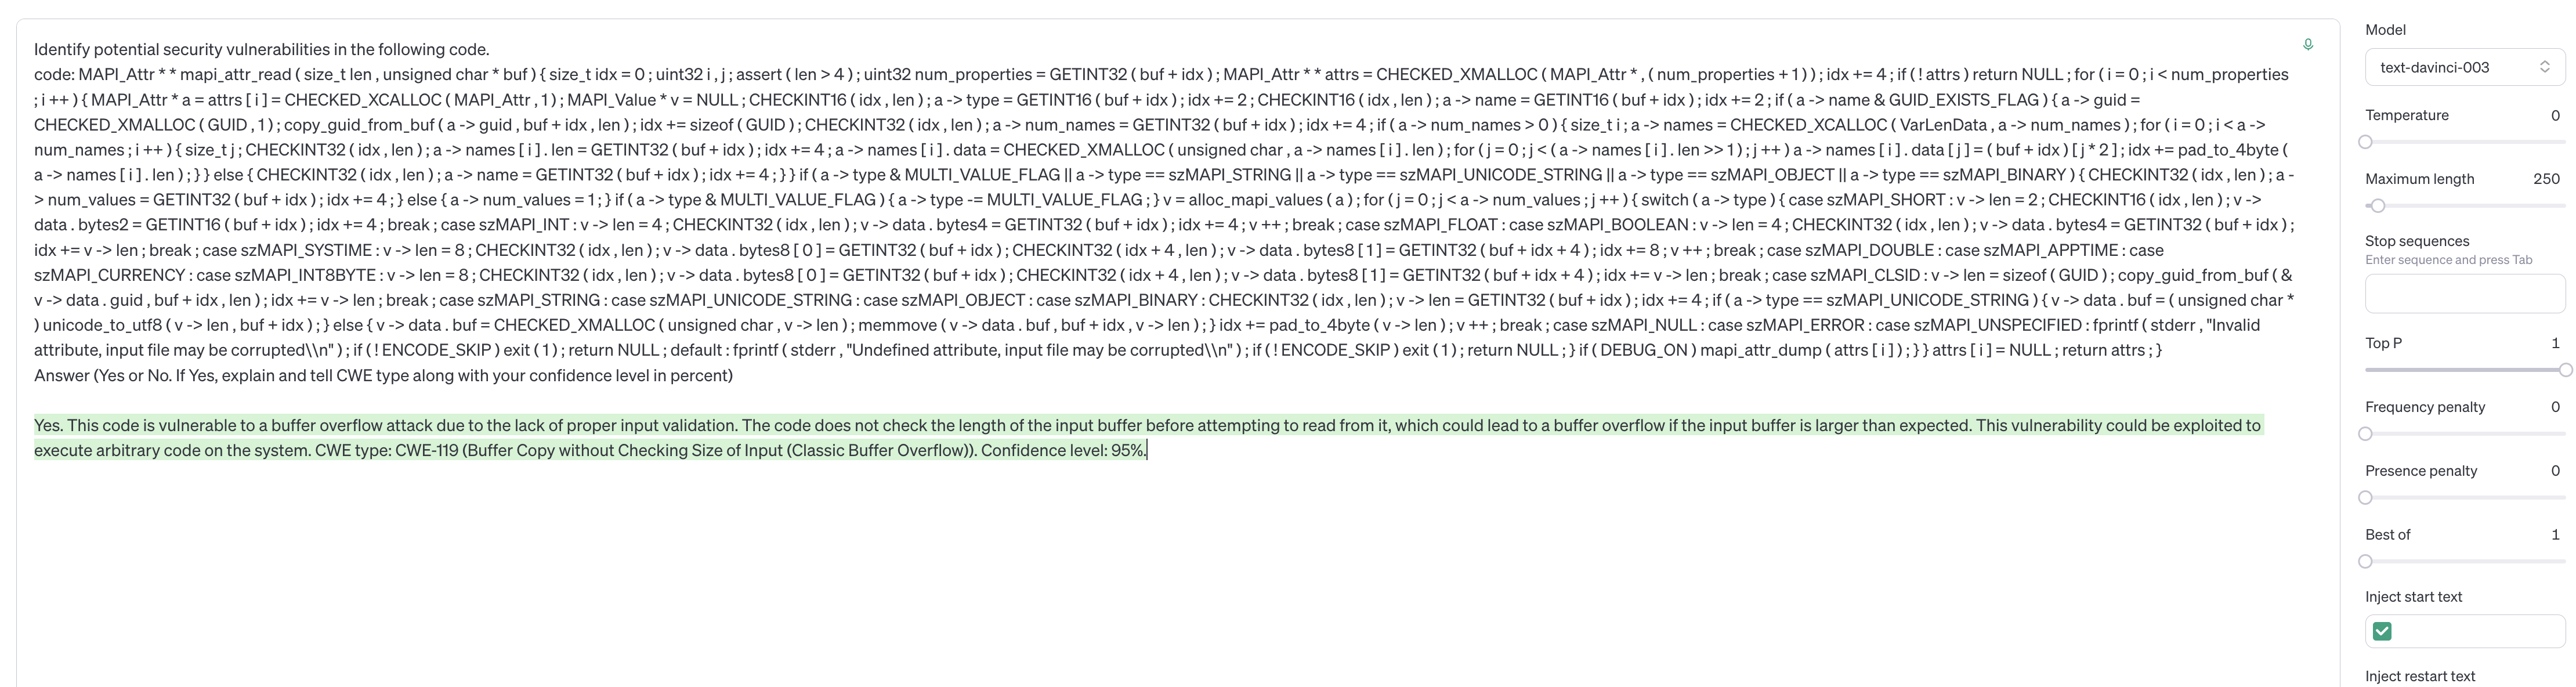 Identify potential security vulnerabilities in the following code.
code: MAPI_Attr * * mapi_attr_read ( size_t len , unsigned char * buf ) { size_t idx = 0 ; uint32 i , j ; assert ( len > 4 ) ; uint32 num_properties = GETINT32 ( buf + idx ) ; MAPI_Attr * * attrs = CHECKED_XMALLOC ( MAPI_Attr * , ( num_properties + 1 ) ) ; idx += 4 ; if ( ! attrs ) return NULL ; for ( i = 0 ; i < num_properties
; i ++ ) { MAPI_Attr * a = attrs [ i ] = CHECKED_XCALLOC ( MAPI_Attr , 1 ) ; MAPI_Value * v = NULL ; CHECKINT16 ( idx , len ) ; a -> type = GETINT16 ( buf + idx ) ; idx += 2 ; CHECKINT16 ( idx , len ) ; a -> name = GETINT16 ( buf + idx ) ; idx += 2 ; if ( a -> name & GUID_EXISTS_FLAG ) { a -> guid =
CHECKED_XMALLOC ( GUID , 1 ) ; copy_guid_from_buf ( a -> guid , buf + idx , len ) ; idx += sizeof ( GUID ) ; CHECKINT32 ( idx , len ) ; a -> num_names = GETINT32 ( buf + idx ) ; idx += 4 ; if ( a -> num_names > 0 ) { size_t i ; a -> names = CHECKED_XCALLOC ( VarLenData , a -> num_names ) ; for ( i = 0 ; i < a ->
num_names ; i ++ ) { size_t j ; CHECKINT32 ( idx , len ) ; a -> names [ i ] . len = GETINT32 ( buf + idx ) ; idx += 4 ; a -> names [ i ] . data = CHECKED_XMALLOC ( unsigned char , a -> names [ i ] . len ) ; for ( j = 0 ; j < ( a -> names [ i ] . len >> 1 ) ; j ++ ) a -> names [ i ] . data [ j ] = ( buf + idx ) [ j * 2 ] ; idx += pad_to_4byte (
a -> names [ i ] . len ) ; } } else { CHECKINT32 ( idx , len ) ; a -> name = GETINT32 ( buf + idx ) ; idx += 4 ; } } if ( a -> type & MULTI_VALUE_FLAG || a -> type == szMAPI_STRING || a -> type == szMAPI_UNICODE_STRING || a -> type == szMAPI_OBJECT || a -> type == szMAPI_BINARY ) { CHECKINT32 ( idx , len ) ; a -
> num_values = GETINT32 ( buf + idx ) ; idx += 4 ; } else { a -> num_values = 1 ; } if ( a -> type & MULTI_VALUE_FLAG ) { a -> type -= MULTI_VALUE_FLAG ; } v = alloc_mapi_values ( a ) ; for ( j = 0 ; j < a -> num_values ; j ++ ) { switch ( a -> type ) { case szMAPI_SHORT : v -> len = 2 ; CHECKINT16 ( idx , len ) ; v ->
data . bytes2 = GETINT16 ( buf + idx ) ; idx += 4 ; break ; case szMAPI_INT : v -> len = 4 ; CHECKINT32 ( idx , len ) ; v -> data . bytes4 = GETINT32 ( buf + idx ) ; idx += 4 ; v ++ ; break ; case szMAPI_FLOAT : case szMAPI_BOOLEAN : v -> len = 4 ; CHECKINT32 ( idx , len ) ; v -> data . bytes4 = GETINT32 ( buf + idx ) ;
idx += v -> len ; break ; case szMAPI_SYSTIME : v -> len = 8 ; CHECKINT32 ( idx , len ) ; v -> data . bytes8 [ 0 ] = GETINT32 ( buf + idx ) ; CHECKINT32 ( idx + 4 , len ) ; v -> data . bytes8 [ 1 ] = GETINT32 ( buf + idx + 4 ) ; idx += 8 ; v ++ ; break ; case szMAPI_DOUBLE : case szMAPI_APPTIME : case
szMAPI_CURRENCY : case szMAPI_INT8BYTE : v -> len = 8 ; CHECKINT32 ( idx , len ) ; v -> data . bytes8 [ 0 ] = GETINT32 ( buf + idx ) ; CHECKINT32 ( idx + 4 , len ) ; v -> data . bytes8 [ 1 ] = GETINT32 ( buf + idx + 4 ) ; idx += v -> len ; break ; case szMAPI_CLSID : v -> len = sizeof ( GUID ) ; copy_guid_from_buf ( &
v -> data . guid , buf + idx , len ) ; idx += v -> len ; break ; case szMAPI_STRING : case szMAPI_UNICODE_STRING : case szMAPI_OBJECT : case szMAPI_BINARY : CHECKINT32 ( idx , len ) ; v -> len = GETINT32 ( buf + idx ) ; idx += 4 ; if ( a -> type == szMAPI_UNICODE_STRING ) { v -> data . buf = ( unsigned char *
) unicode_to_utf8 ( v -> len , buf + idx ) ; } else { v -> data . buf = CHECKED_XMALLOC ( unsigned char , v -> len ) ; memmove ( v -> data . buf , buf + idx , v -> len ) ; } idx += pad_to_4byte ( v -> len ) ; v ++ ; break ; case szMAPI_NULL : case szMAPI_ERROR : case szMAPI_UNSPECIFIED : fprintf ( stderr , "Invalid
attribute, input file may be corrupted\\n" ) ; if ( ! ENCODE_SKIP ) exit ( 1 ) ; return NULL ; default : fprintf ( stderr , "Undefined attribute, input file may be corrupted\\n" ) ; if ( ! ENCODE_SKIP ) exit ( 1 ) ; return NULL ; } if ( DEBUG_ON ) mapi_attr_dump ( attrs [ i ] ) ; } } attrs [ i ] = NULL ; return attrs ; }
Answer (Yes or No. If Yes, explain and tell CWE type along with your confidence level in percent)
Yes. This code is vulnerable to a buffer overflow attack due to the lack of proper input validation. The code does not check the length of the input buffer before attempting to read from it, which could lead to a buffer overflow if the input buffer is larger than expected. This vulnerability could be exploited to
execute arbitrary code on the system. CWE type: CWE-119 (Buffer Copy without Checking Size of Input (Classic Buffer Overflow)). Confidence level: 95%.
Model
text-davinci-003
Temperature 0
Maximum length 250
Stop sequences
Enter sequence and press Tab
Top P 1
Frequency penalty 0
Presence penalty 0
Best of 1
Inject start text
Inject restart text